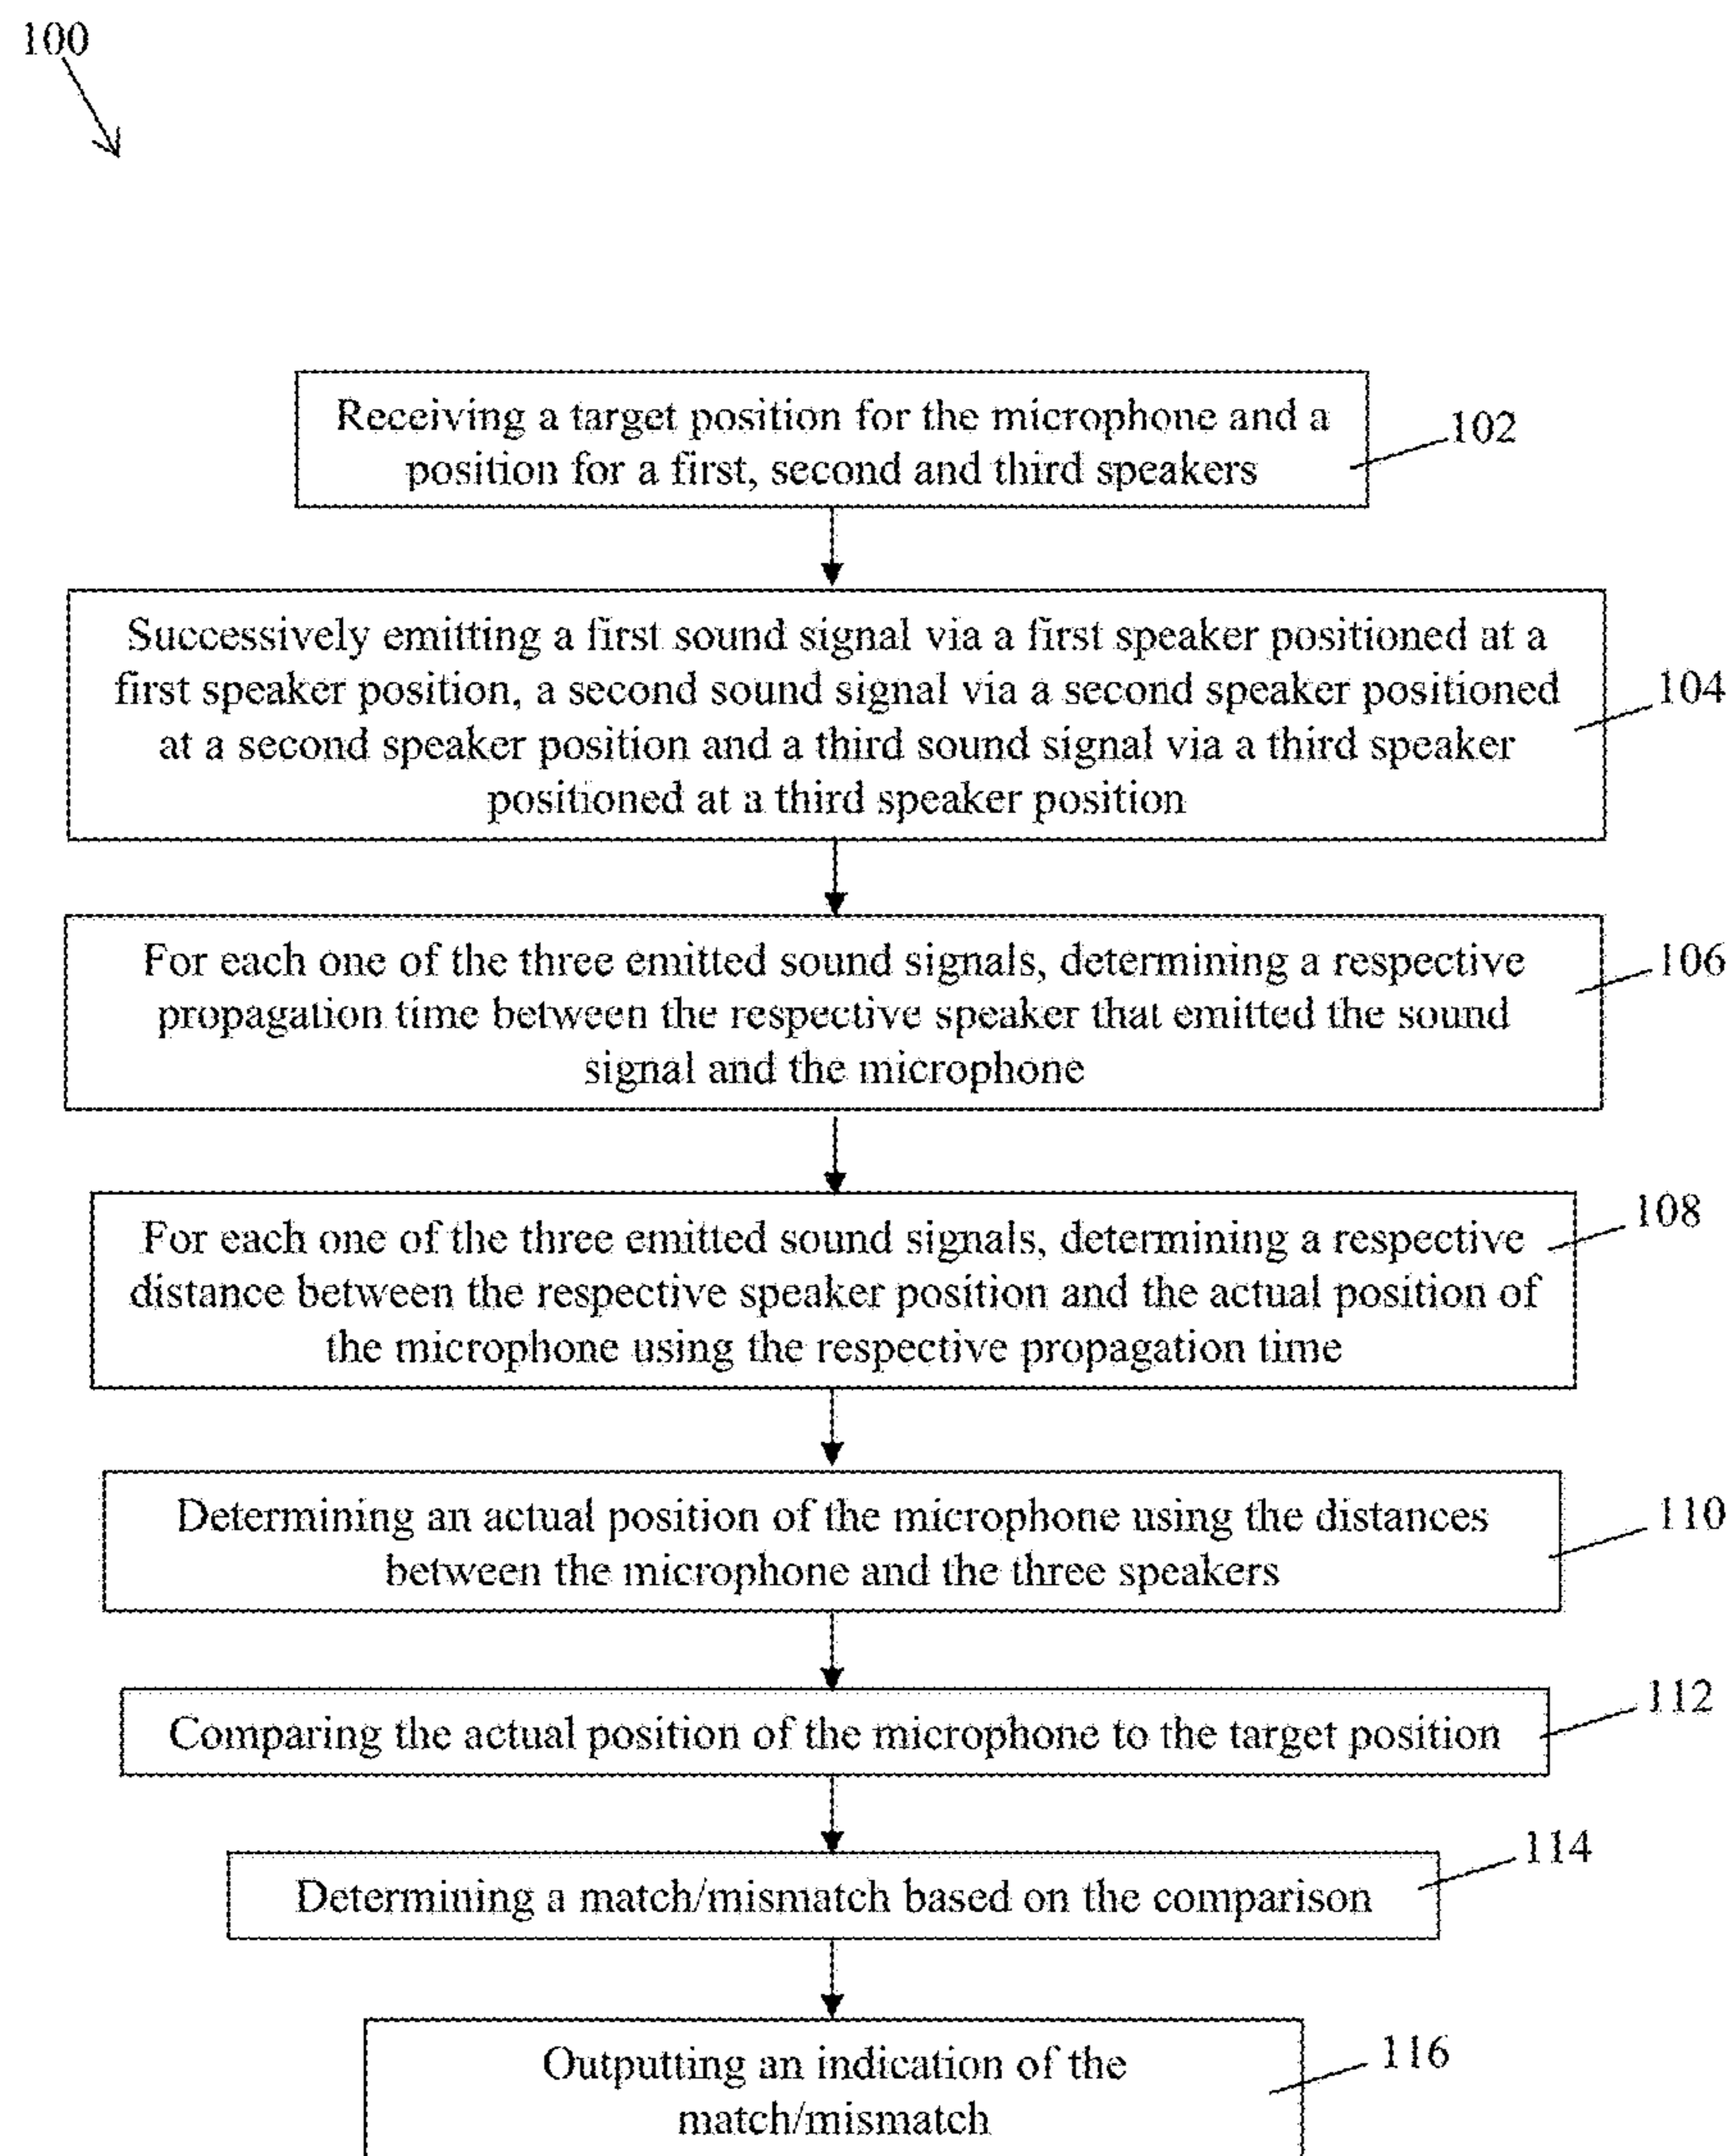 100
Receiving a target position for the microphone and a
position for a first, second and third speakers
102
Successively emitting a first sound signal via a first speaker positioned at a
first speaker position, a second sound signal via a second speaker positioned
at a second speaker position and a third sound signal via a third speaker
positioned at a third speaker position
104
For each one of the three emitted sound signals, determining a respective
propagation time between the respective speaker that emitted the sound
signal and the microphone
106
For each one of the three emitted sound signals, determining a respective
distance between the respective speaker position and the actual position of
the microphone using the respective propagation time
108
Determining an actual position of the microphone using the distances
between the microphone and the three speakers
110
Comparing the actual position of the microphone to the target position
112
Determining a match/mismatch based on the comparison
114
Outputting an indication of the
match/mismatch
116